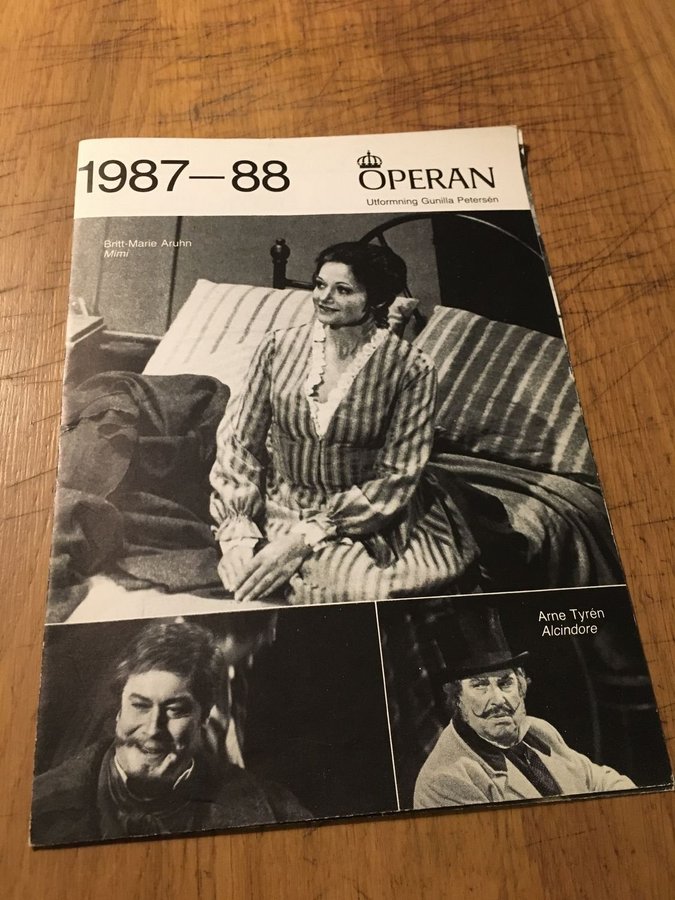 1987—88
OPERAN
Utformning Gunilla Petersén
Britt-Marie Aruhn
Mimi
Arne Tyrén
Alcindore